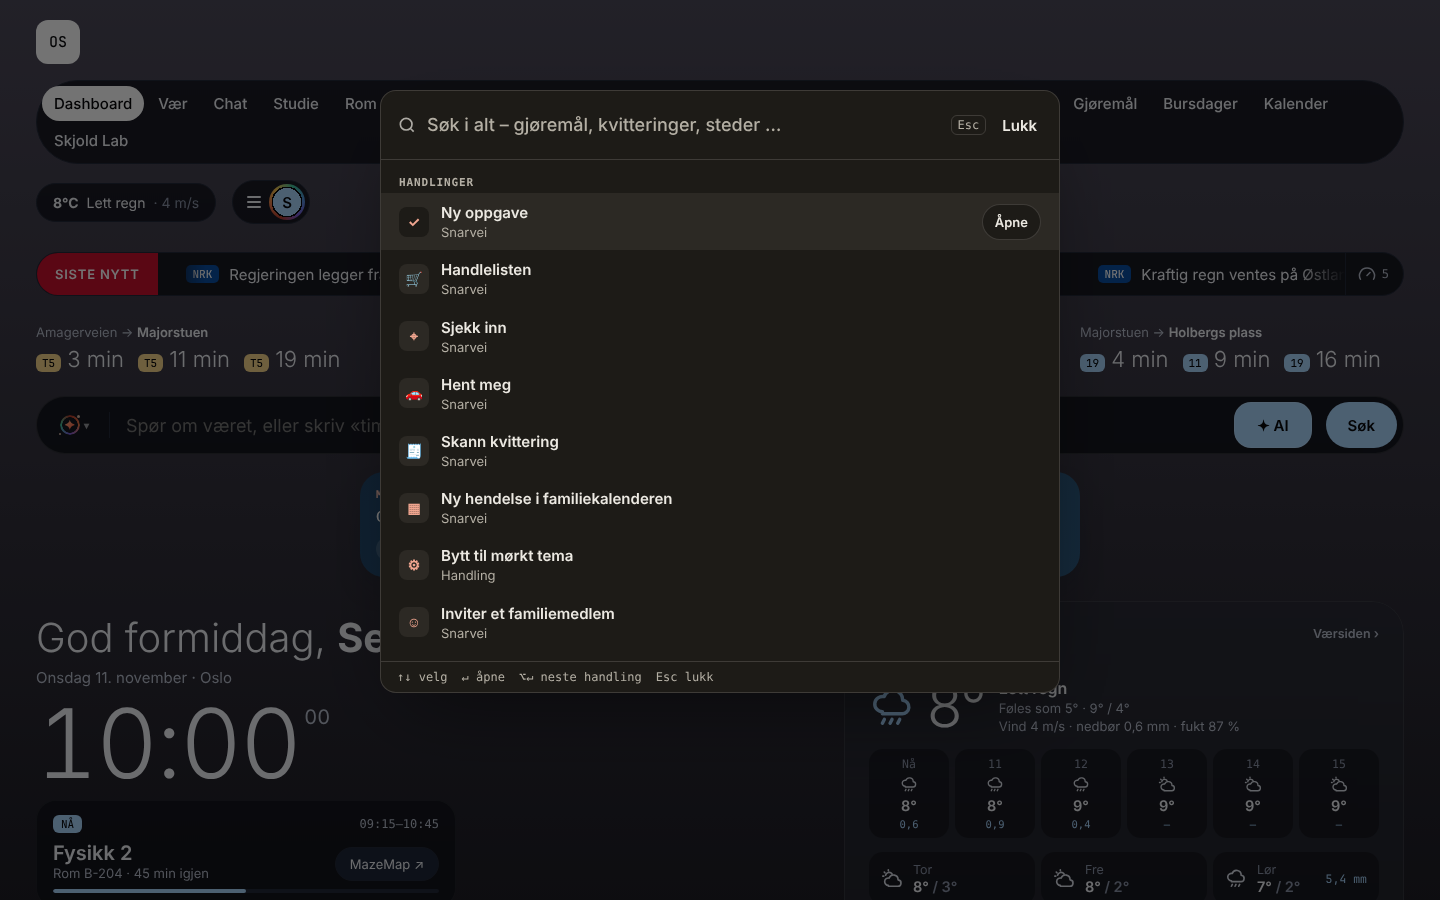 OS
Dashboard Vær Chat Studie Rom Gjøremål Bursdager Kalender
Skjold Lab
8°C Lett regn · 4 m/s
S
SISTE NYTT NRK Regjeringen legger NRK Kraftig regn ventes på 5
Amagerveien → Majorstuen
T5 3 min T5 11 min T5 19 min
Majorstuen → Holbergs plass
19 4 min 11 9 min 19 16 min
Spør om været, eller skriv
✦ AI Søk
Søk i alt – gjøremål, kvitteringer, steder ...
Esc Lukk
HANDLINGER
Ny oppgave
Snarvei
Åpne
Handlelisten
Snarvei
Sjekk inn
Snarvei
Hent meg
Snarvei
Skann kvittering
Snarvei
Ny hendelse i familiekalenderen
Snarvei
Bytt til mørkt tema
Handling
Inviter et familiemedlem
Snarvei
↑↓ velg ↵ åpne ⌥↵ neste handling Esc lukk
God formiddag,
Onsdag 11. november · Oslo
10:00 00
NÅ 09:15–10:45
Fysikk 2
Rom B-204 · 45 min igjen
MazeMap ↗
Værsiden ›
8° Lett regn
Føles som 5° · 9° / 4°
Vind 4 m/s · nedbør 0,6 mm · fukt 87 %
Nå 11 12 13 14 15
8° 8° 9° 9° 9° 9°
0,6 0,9 0,4 – – –
Tor
8° / 3°
Fre
8° / 2°
Lør
7° / 2°
5,4 mm